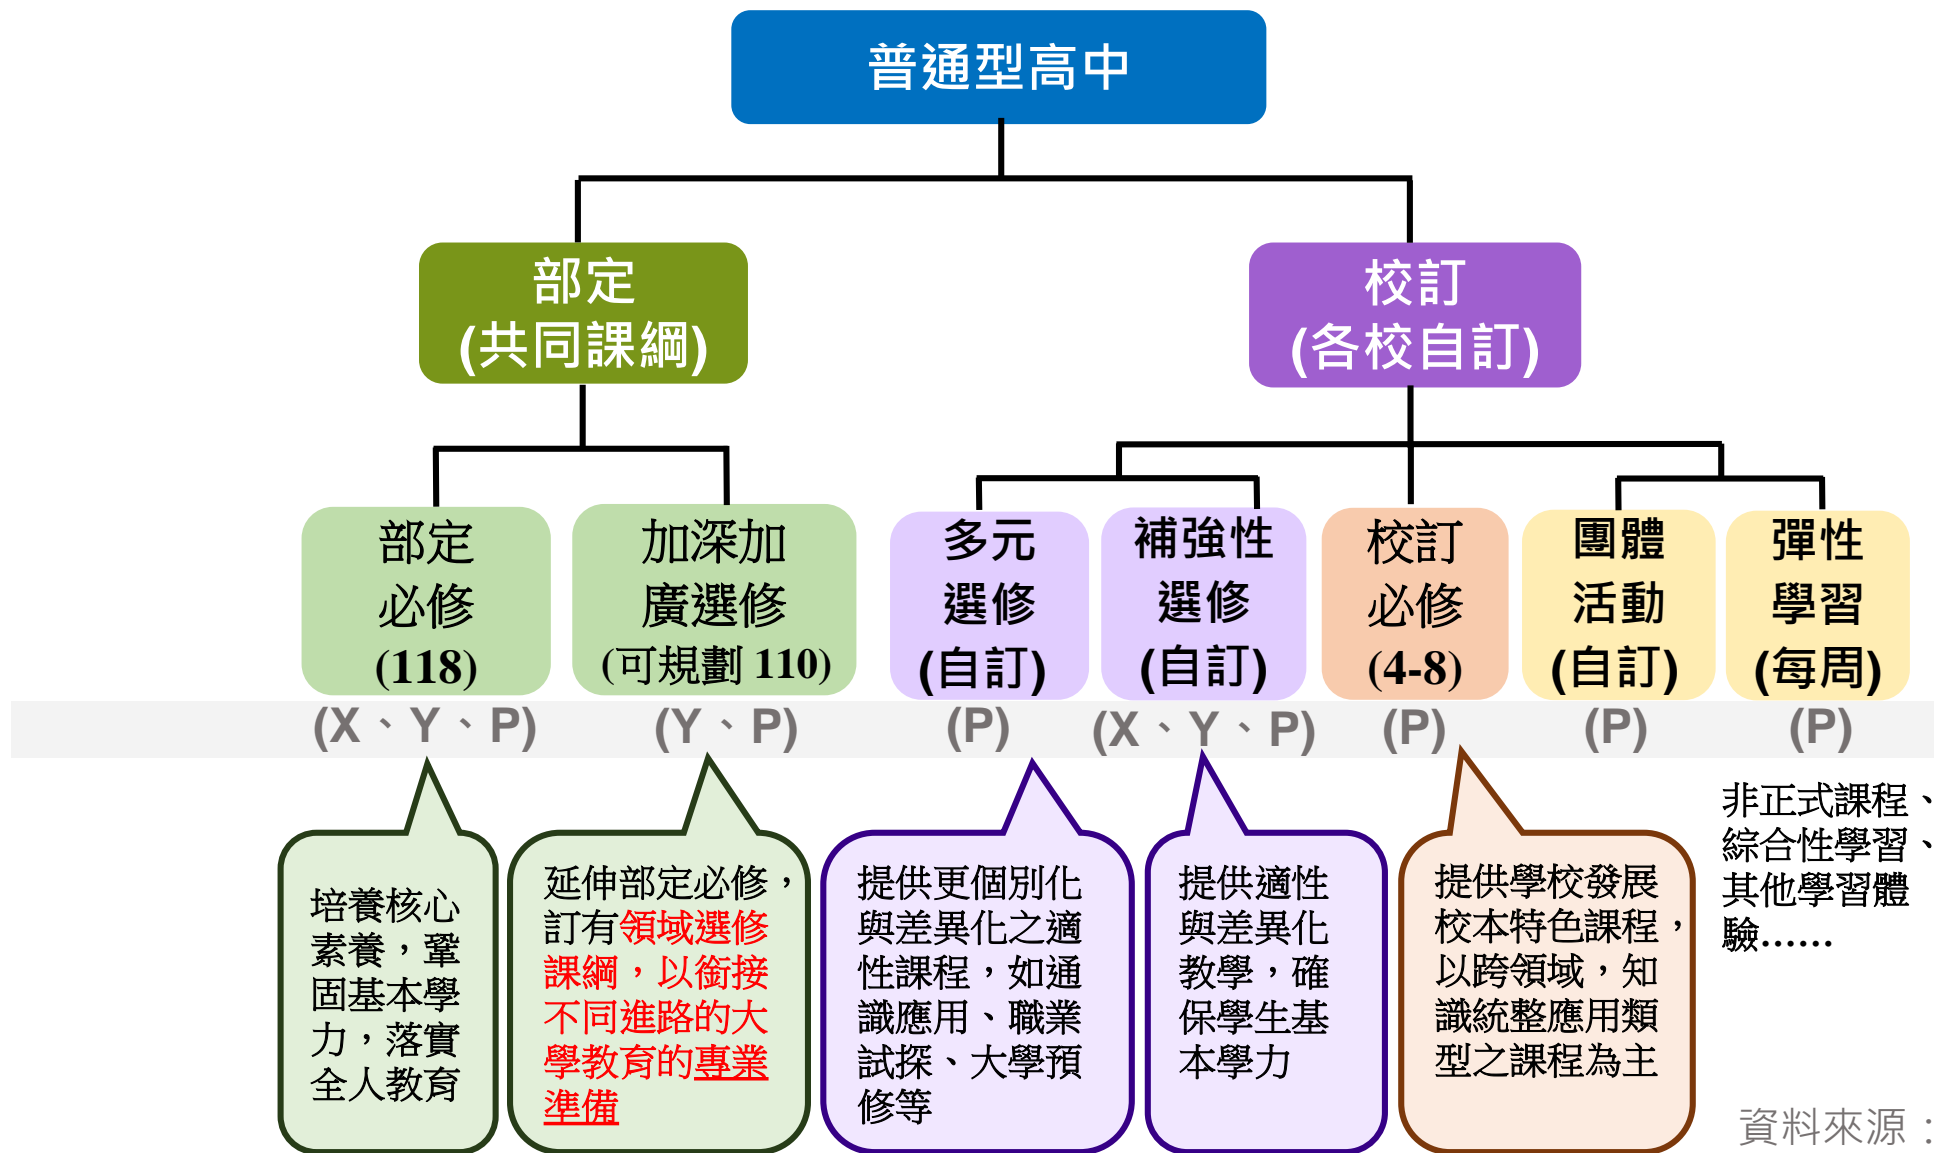 普通型高中
部定
(共同課綱)
校訂
(各校自訂)
部定
必修
(118)
加深加
廣選修
(可規劃 110)
多元
選修
(自訂)
補強性
選修
(自訂)
校訂
必修
(4-8)
團體
活動
(自訂)
彈性
學習
(每周)
(X、Y、P)
(Y、P)
(P)
(X、Y、P)
(P)
(P)
(P)
培養核心
素養，鞏
固基本學
力，落實
全人教育
延伸部定必修，
訂有領域選修
課綱，以銜接
不同進路的大
學教育的專業
準備
提供更個別化
與差異化之適
性課程，如通
識應用、職業
試探、大學預
修等
提供適性
與差異化
教學，確
保學生基
本學力
提供學校發展
校本特色課程，
以跨領域，知
識統整應用類
型之課程為主
非正式課程、
綜合性學習、
其他學習體
驗……
資料來源：